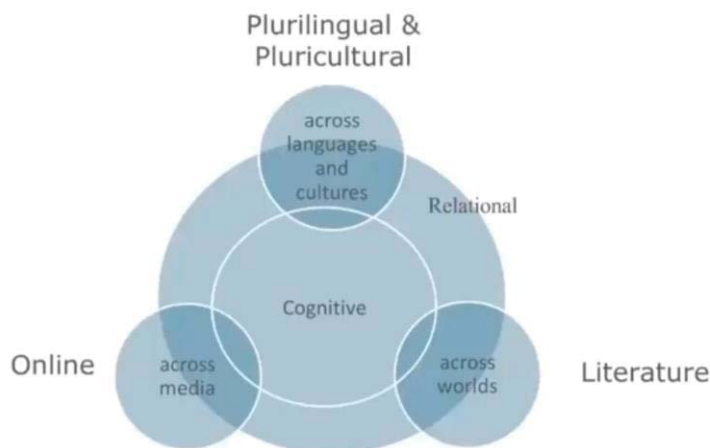 Plurilingual &
Pluricultural
across
languages
and
cultures
Relational
Cognitive
Online
across
media
across
worlds
Literature